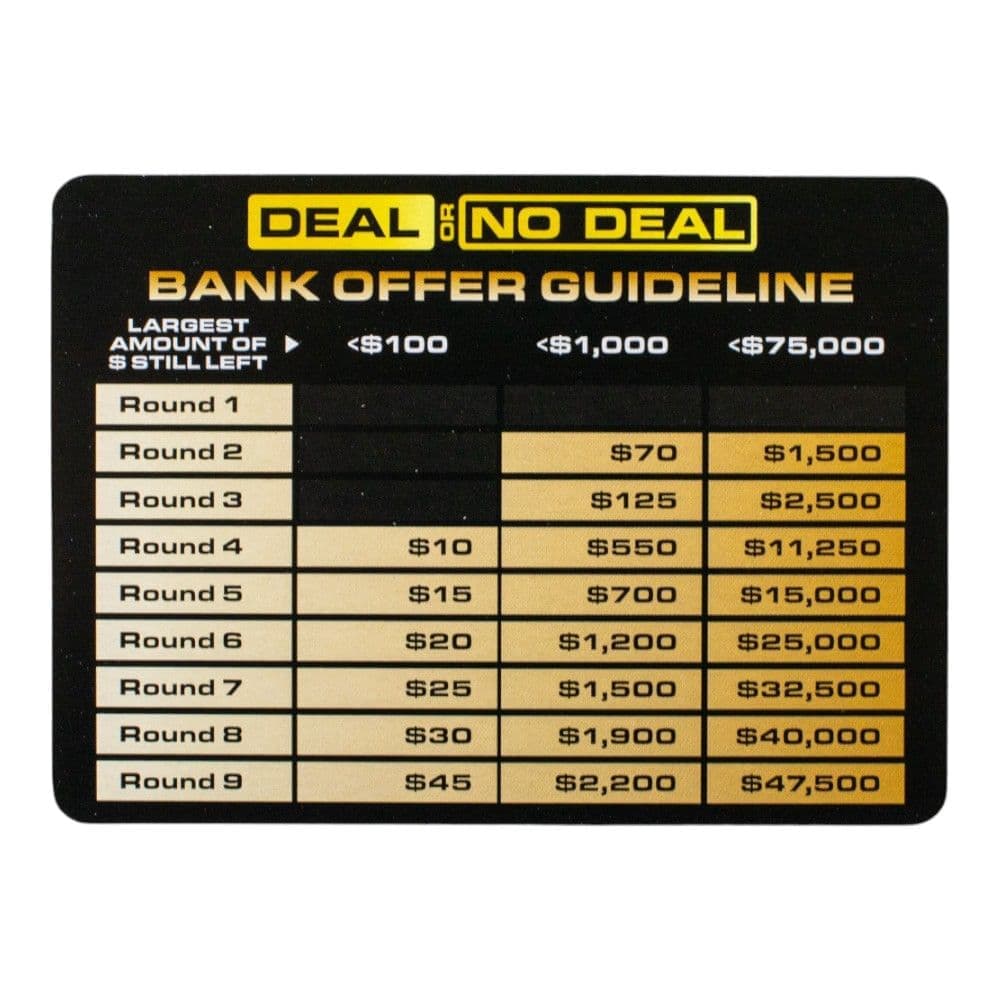 DEAL OR NO DEAL
BANK OFFER GUIDELINE
LARGEST
AMOUNT OF
$ STILL LEFT
<$100 <$1,000 <$75,000
Round 1
Round 2 $70 $1,500
Round 3 $125 $2,500
Round 4 $10 $550 $11,250
Round 5 $15 $700 $15,000
Round 6 $20 $1,200 $25,000
Round 7 $25 $1,500 $32,500
Round 8 $30 $1,900 $40,000
Round 9 $45 $2,200 $47,500